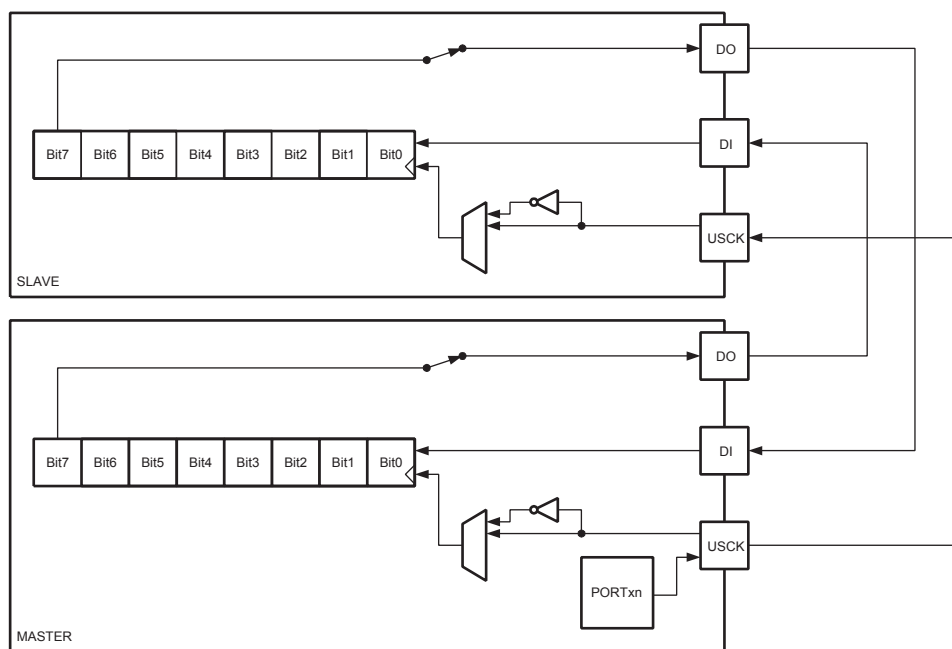 DO
DI
Bit7 Bit6 Bit5 Bit4 Bit3 Bit2 Bit1 Bit0
USCK
SLAVE
DO
DI
Bit7 Bit6 Bit5 Bit4 Bit3 Bit2 Bit1 Bit0
USCK
PORTxn
MASTER